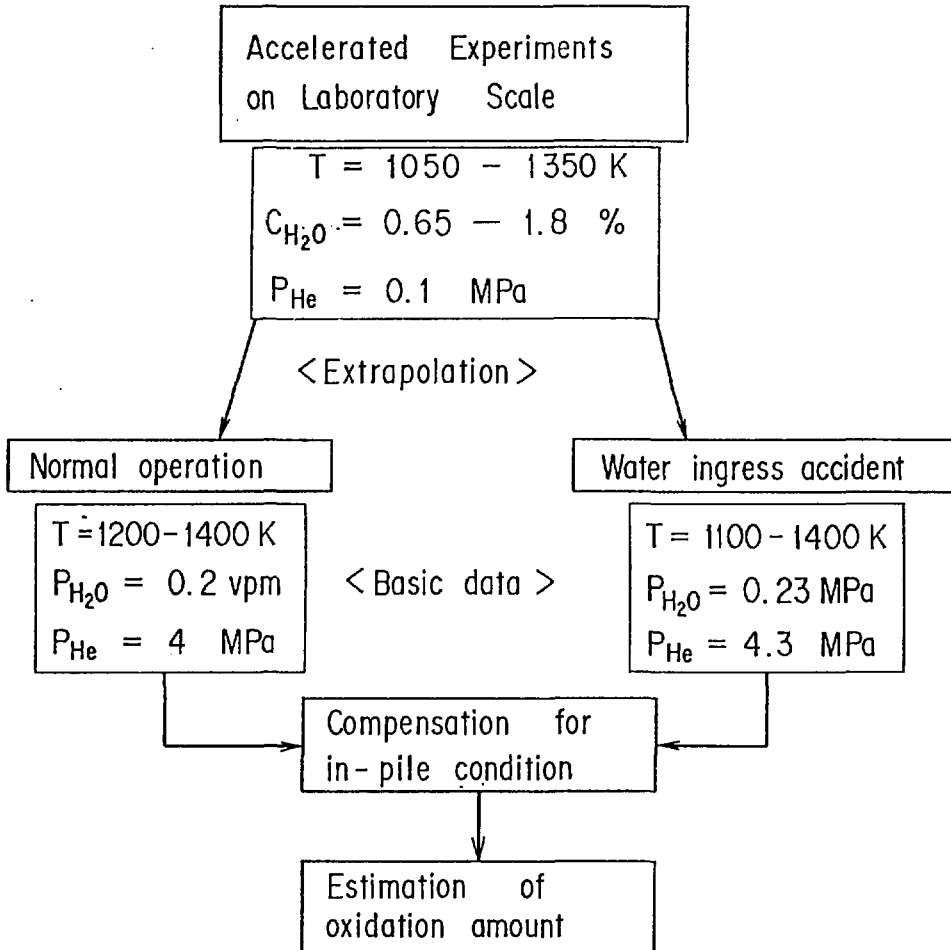 Accelerated Experiments
on Laboratory Scale
T = 1050 - 1350 K
C_H₂O = 0.65 - 1.8 %
P_He = 0.1 MPa
<Extrapolation>
Normal operation
Water ingress accident
T = 1200-1400 K
P_H₂O = 0.2 vpm
P_He = 4 MPa
<Basic data>
T = 1100 - 1400 K
P_H₂O = 0.23 MPa
P_He = 4.3 MPa
Compensation for
in-pile condition
Estimation of
oxidation amount